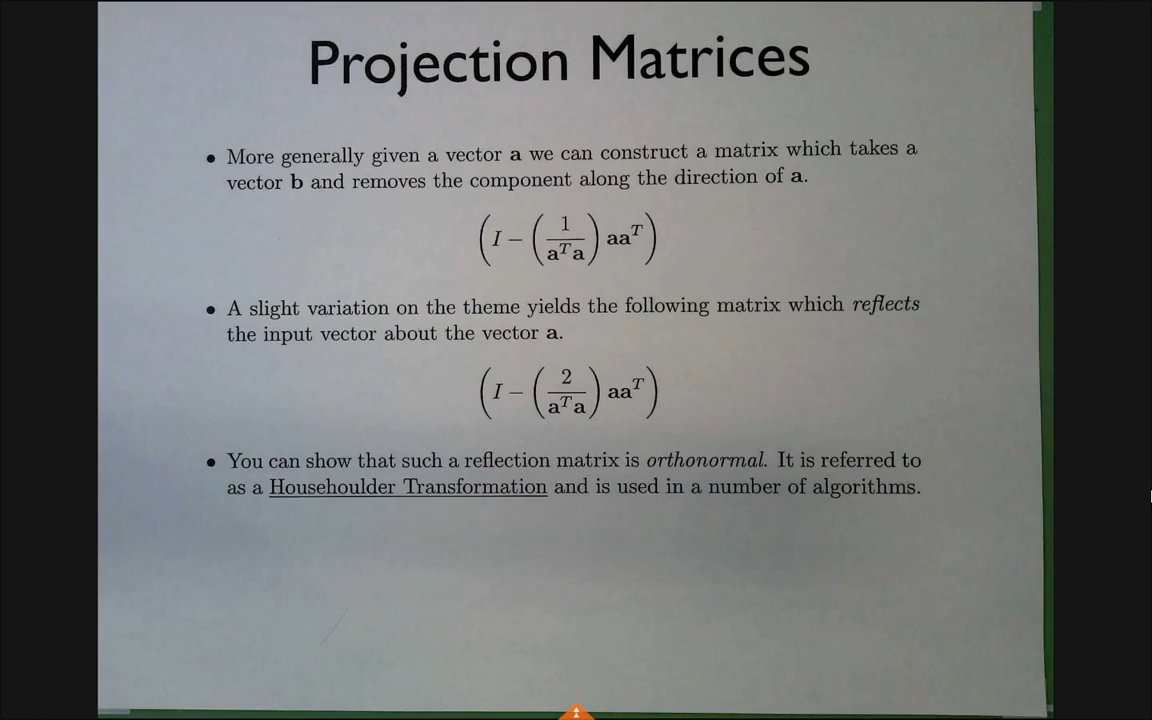 Projection Matrices
• More generally given a vector a we can construct a matrix which takes a
vector b and removes the component along the direction of a.
(I − (1/aᵀa) aaᵀ)
• A slight variation on the theme yields the following matrix which reflects
the input vector about the vector a.
(I − (2/aᵀa) aaᵀ)
• You can show that such a reflection matrix is orthonormal. It is referred to
as a Househoulder Transformation and is used in a number of algorithms.